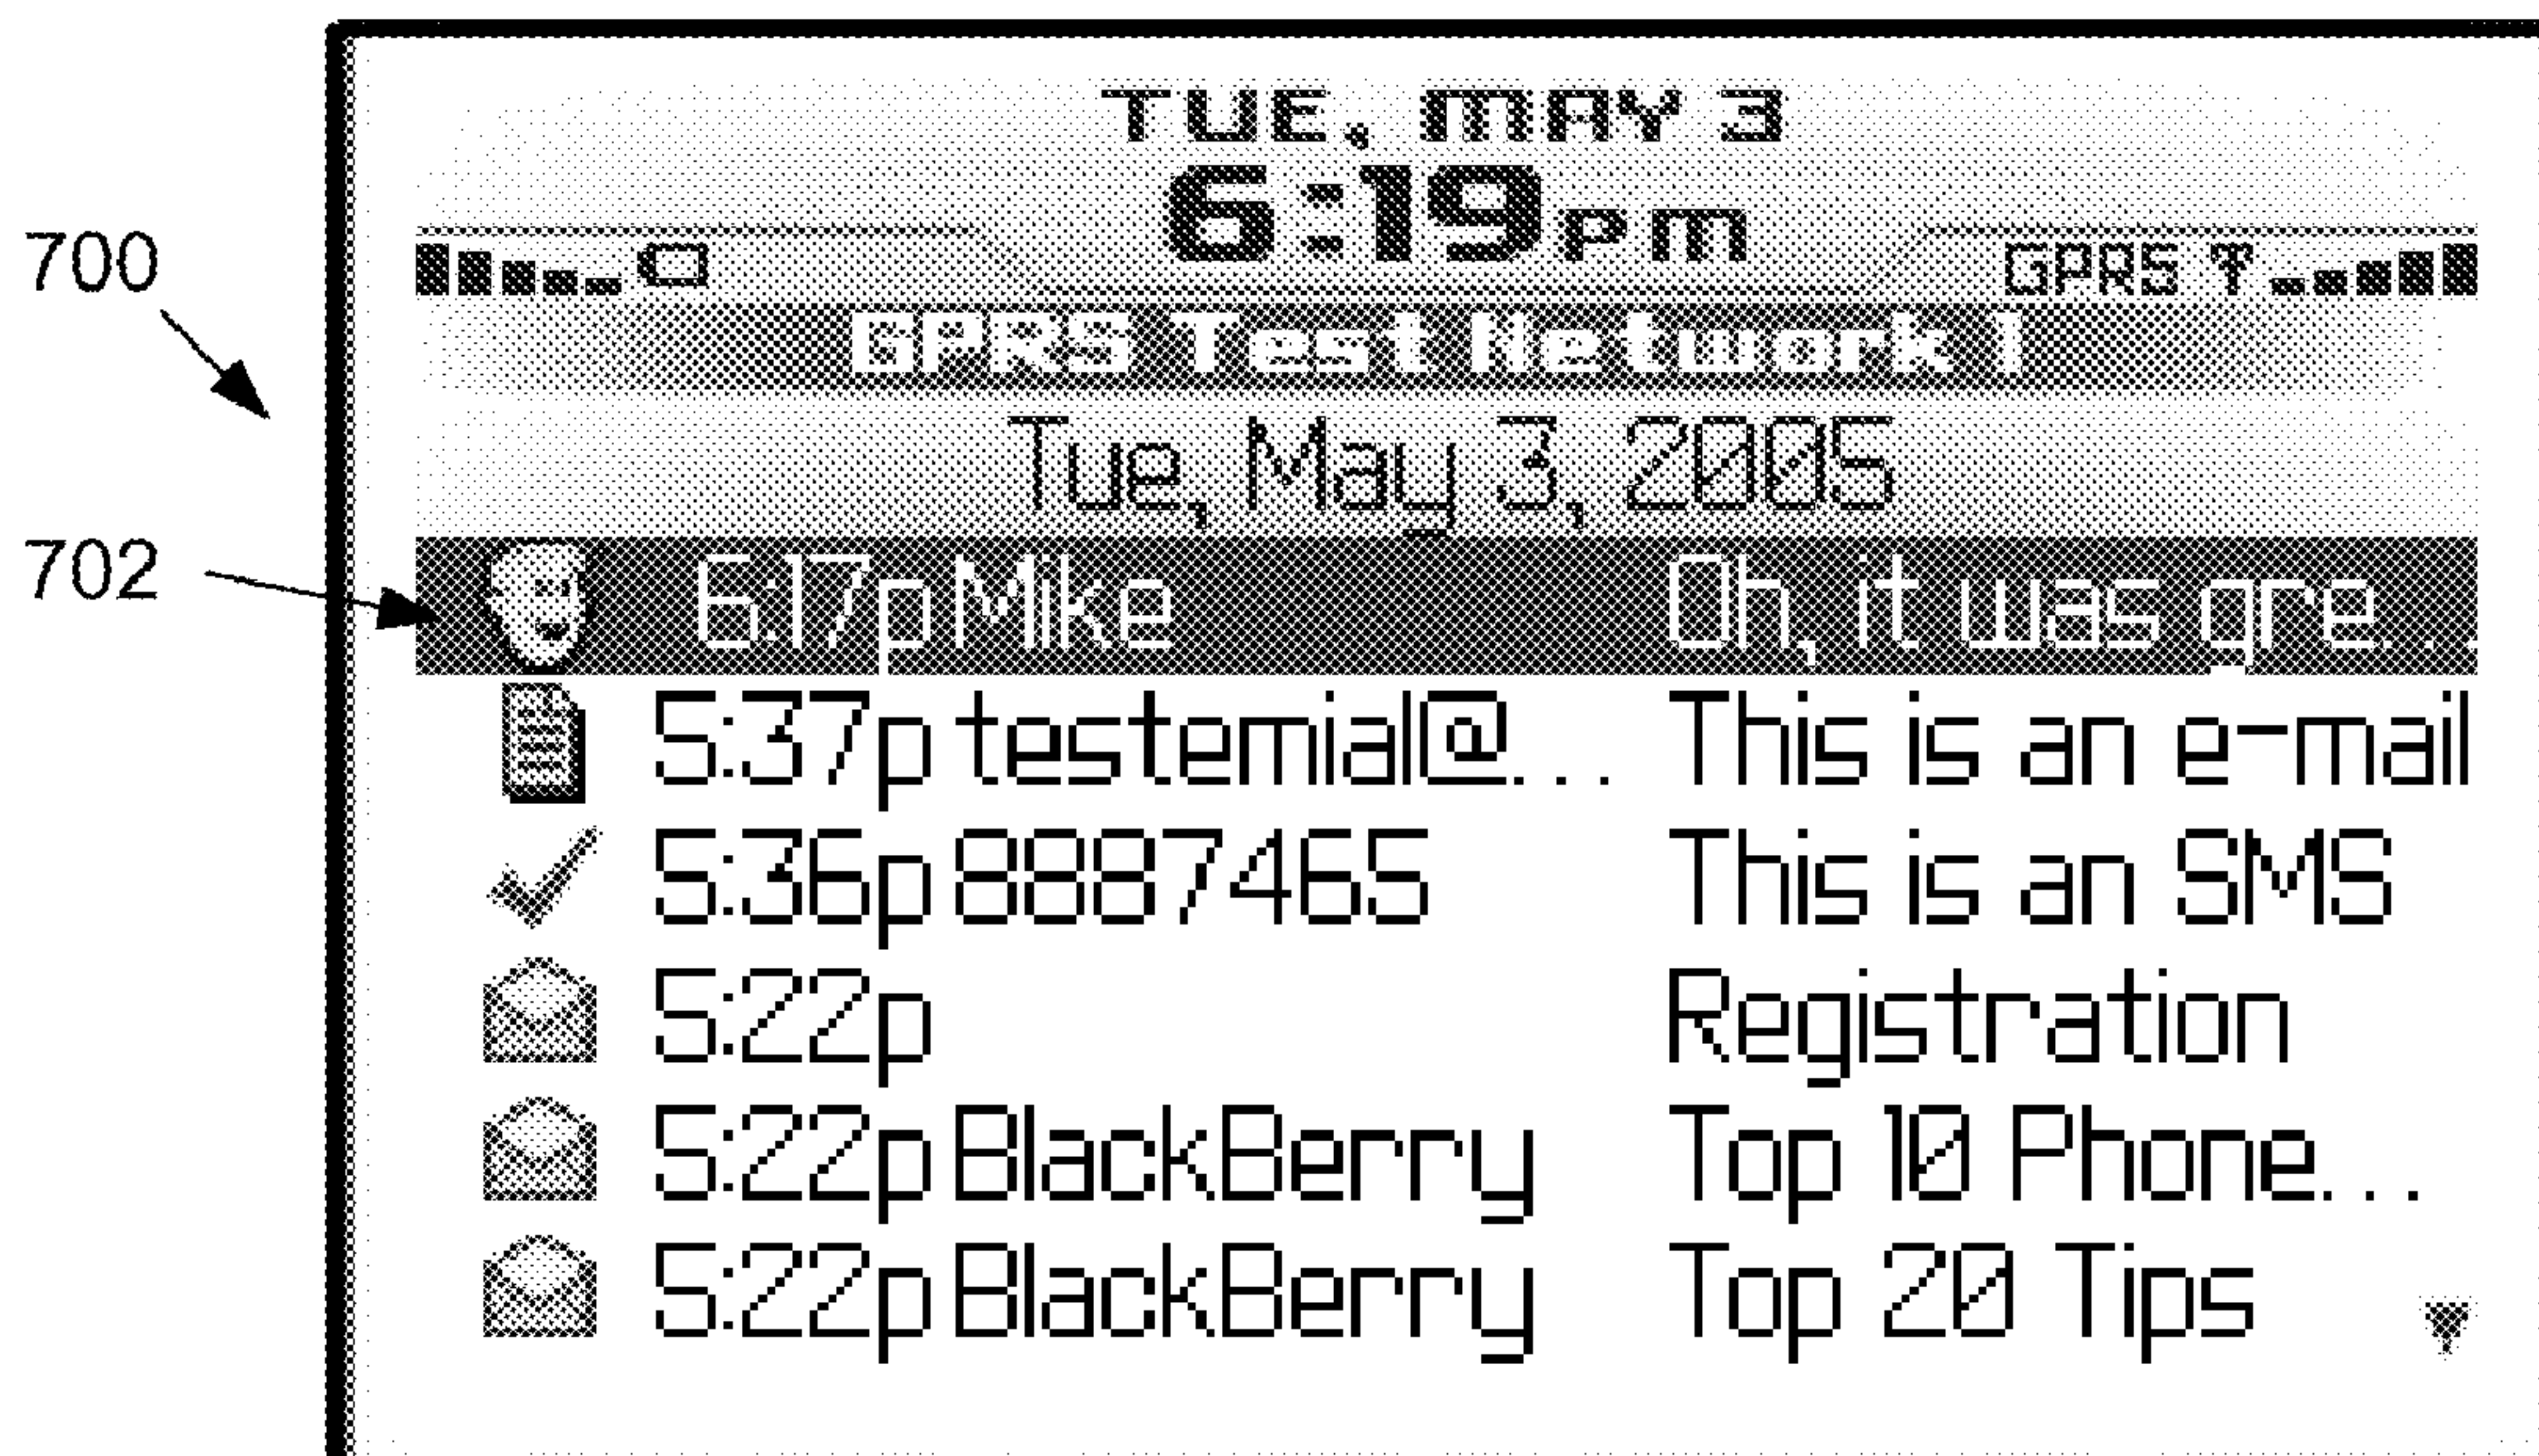 TUE, MAY 3
700
6:19pm
GPRS
GPRS Test Network 1
Tue, May 3, 2005
702
6:17p Mike Oh, it was gre...
5:37p testemial@... This is an e-mail
5:36p 8887465 This is an SMS
5:22p Registration
5:22p BlackBerry Top 10 Phone...
5:22p BlackBerry Top 20 Tips